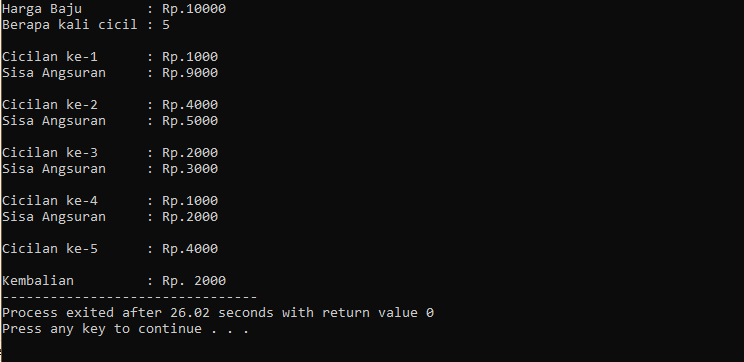 Harga Baju        : Rp.10000
Berapa kali cicil : 5
Cicilan ke-1      : Rp.1000
Sisa Angsuran     : Rp.9000
Cicilan ke-2      : Rp.4000
Sisa Angsuran     : Rp.5000
Cicilan ke-3      : Rp.2000
Sisa Angsuran     : Rp.3000
Cicilan ke-4      : Rp.1000
Sisa Angsuran     : Rp.2000
Cicilan ke-5      : Rp.4000
Kembalian         : Rp. 2000
--------------------------------
Process exited after 26.02 seconds with return value 0
Press any key to continue . . .